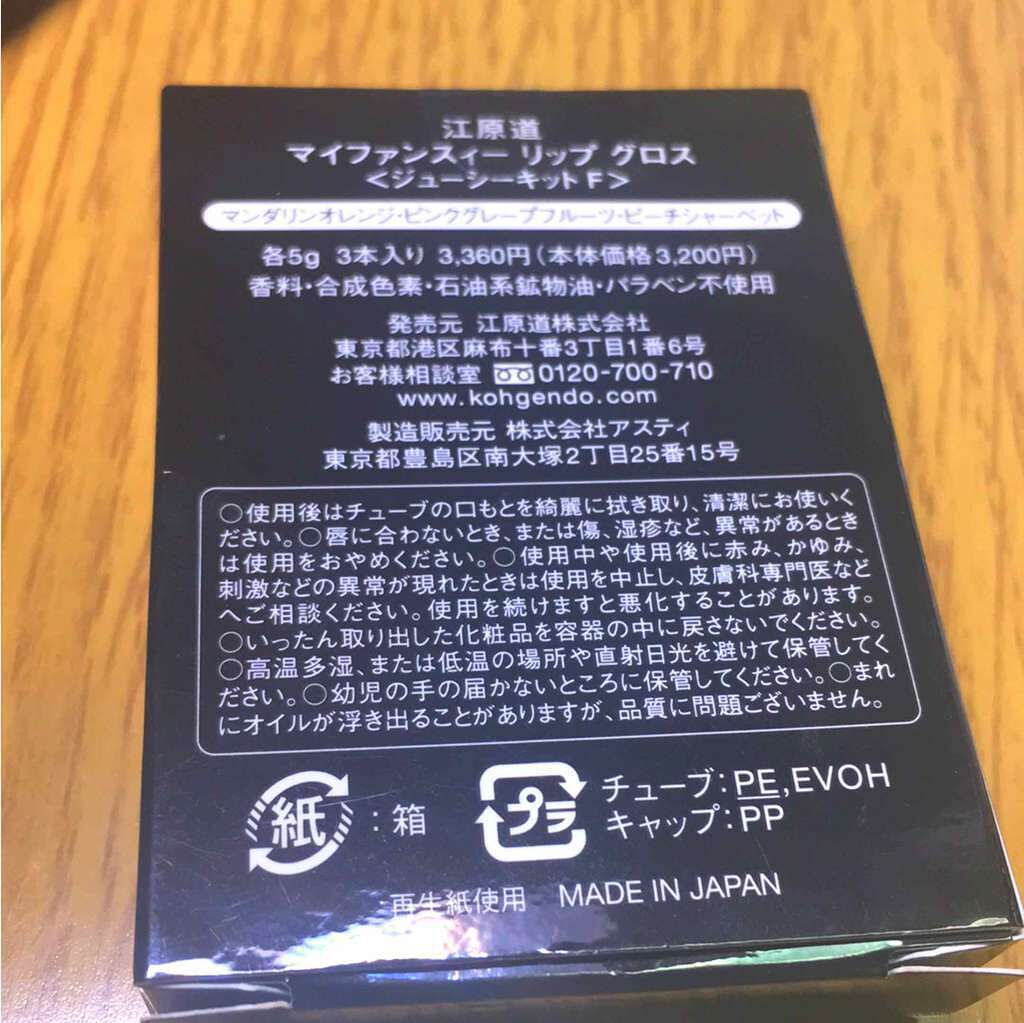 江原道
マイファンスィー リップ グロス
<ジューシーキット F>
マンダリンオレンジ・ピンクグレープフルーツ・ピーチシャーベット
各5g 3本入り 3,360円(本体価格3,200円)
香料・合成色素・石油系鉱物油・パラベン不使用
発売元 江原道株式会社
東京都港区麻布十番3丁目1番6号
お客様相談室 0120-700-710
www.kohgendo.com
製造販売元 株式会社アスティ
東京都豊島区南大塚2丁目25番15号
○使用後はチューブの口もとを綺麗に拭き取り、清潔にお使いく
ださい。○唇に合わないとき、または傷、湿疹など、異常があるとき
は使用をおやめください。○使用中や使用後に赤み、かゆみ、
刺激などの異常が現れたときは使用を中止し、皮膚科専門医など
へご相談ください。使用を続けますと悪化することがあります。
○いったん取り出した化粧品を容器の中に戻さないでください。
○高温多湿、または低温の場所や直射日光を避けて保管してく
ださい。○幼児の手の届かないところに保管してください。○まれ
にオイルが浮き出ることがありますが、品質に問題ございません。
紙 : 箱
プラ チューブ : PE,EVOH
キャップ : PP
再生紙使用 MADE IN JAPAN